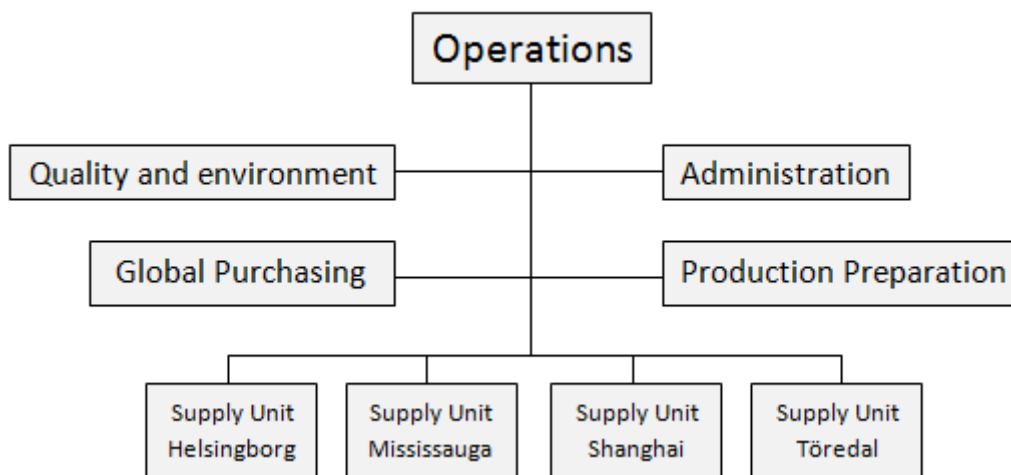 Operations
Quality and environment
Administration
Global Purchasing
Production Preparation
Supply Unit
Helsingborg
Supply Unit
Mississauga
Supply Unit
Shanghai
Supply Unit
Töredal